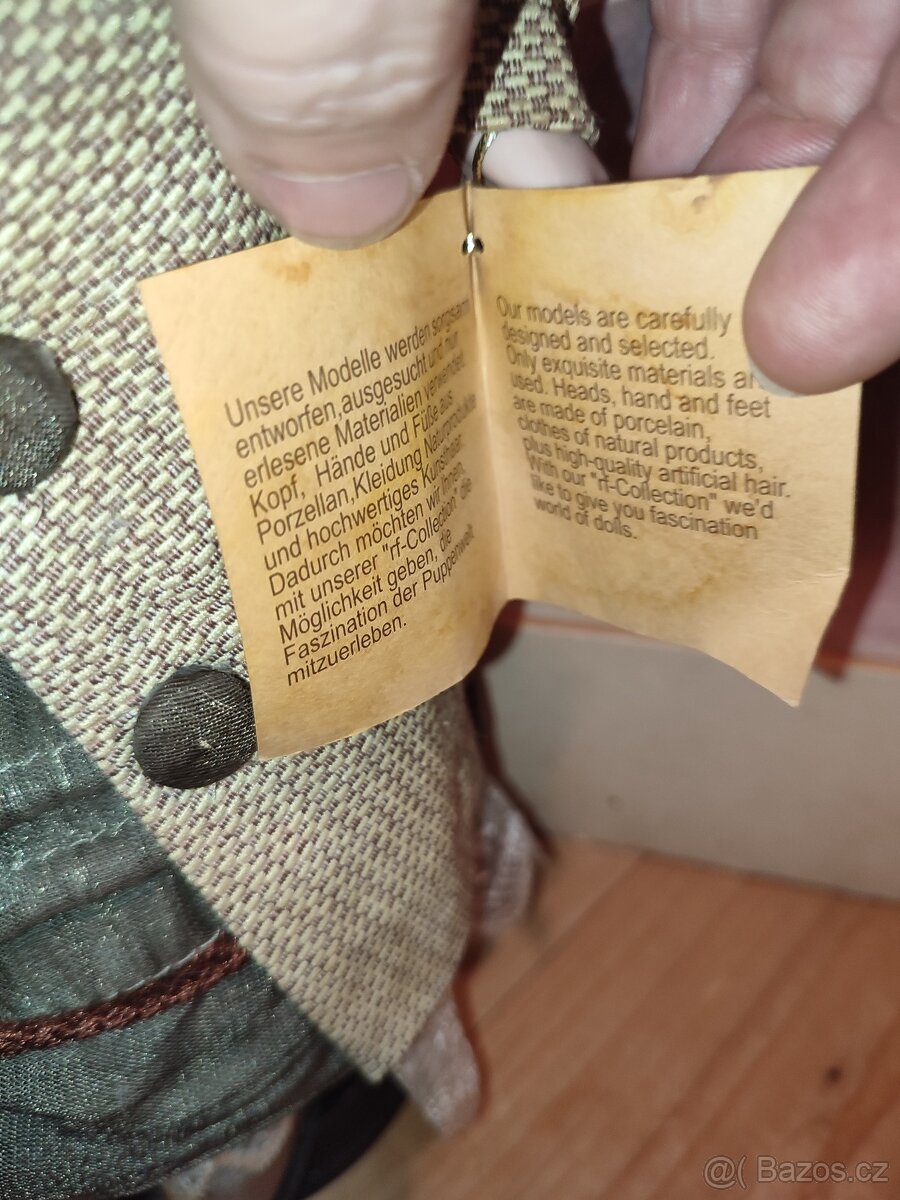 Unsere Modelle werden sorgsam
entworfen,ausgesucht und nur
erlesene Materialien verwendet.
Kopf, Hände und Füße aus
Porzellan,Kleidung Naturprodukte
und hochwertiges Kunsthaar.
Dadurch möchten wir Ihnen,
mit unserer "rf-Collection" die
Möglichkeit geben, die
Faszination der Puppenwelt
mitzuerleben.
Our models are carefully
designed and selected.
Only exquisite materials
used. Heads, hand and feet
are made of porcelain,
clothes of natural products,
plus high-quality artificial hair.
With our "rf-Collection" we'd
like to give you fascination
world of dolls.
@( Bazos.cz